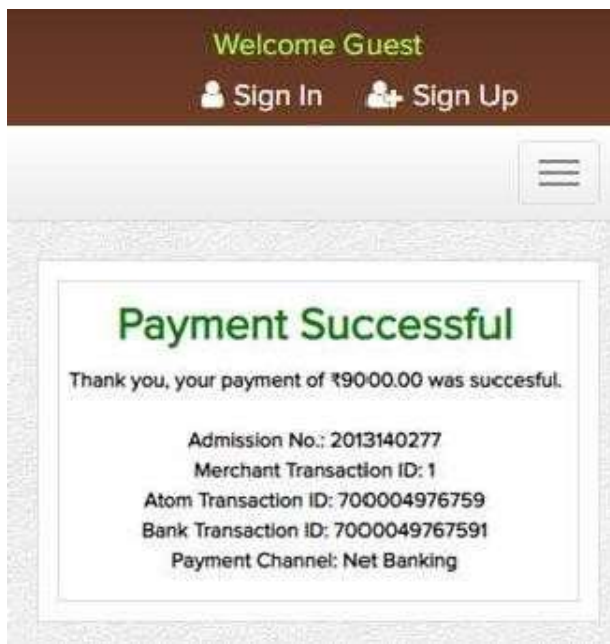 Welcome Guest
Sign In Sign Up
Payment Successful
Thank you, your payment of ₹9000.00 was succesful.
Admission No.: 2013140277
Merchant Transaction ID: 1
Atom Transaction ID: 700004976759
Bank Transaction ID: 7000049767591
Payment Channel: Net Banking